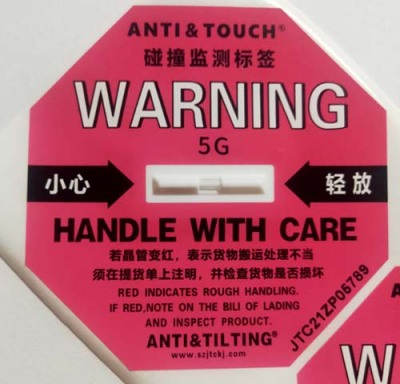 ANTI & TOUCH®
碰撞监测标签
WARNING
5G
小心
轻放
HANDLE WITH CARE
若晶管变红，表示货物搬运处理不当
须在提货单上注明，并检查货物是否损坏
RED INDICATES ROUGH HANDLING.
IF RED,NOTE ON THE BILI OF LADING
AND INSPECT PRODUCT.
ANTI&TILTING®
www.szjtckj.com
JTC21ZP05789
W